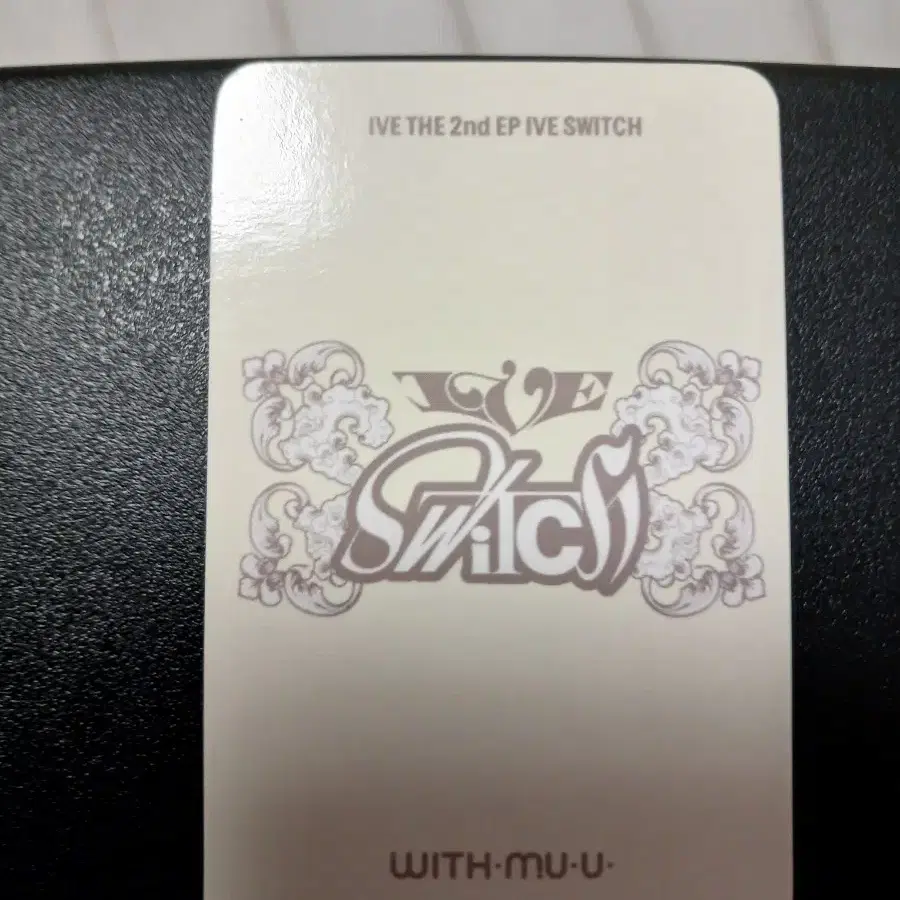 IVE THE 2nd EP IVE SWITCH
IVE
SWiTCH
WITH·MU·U·